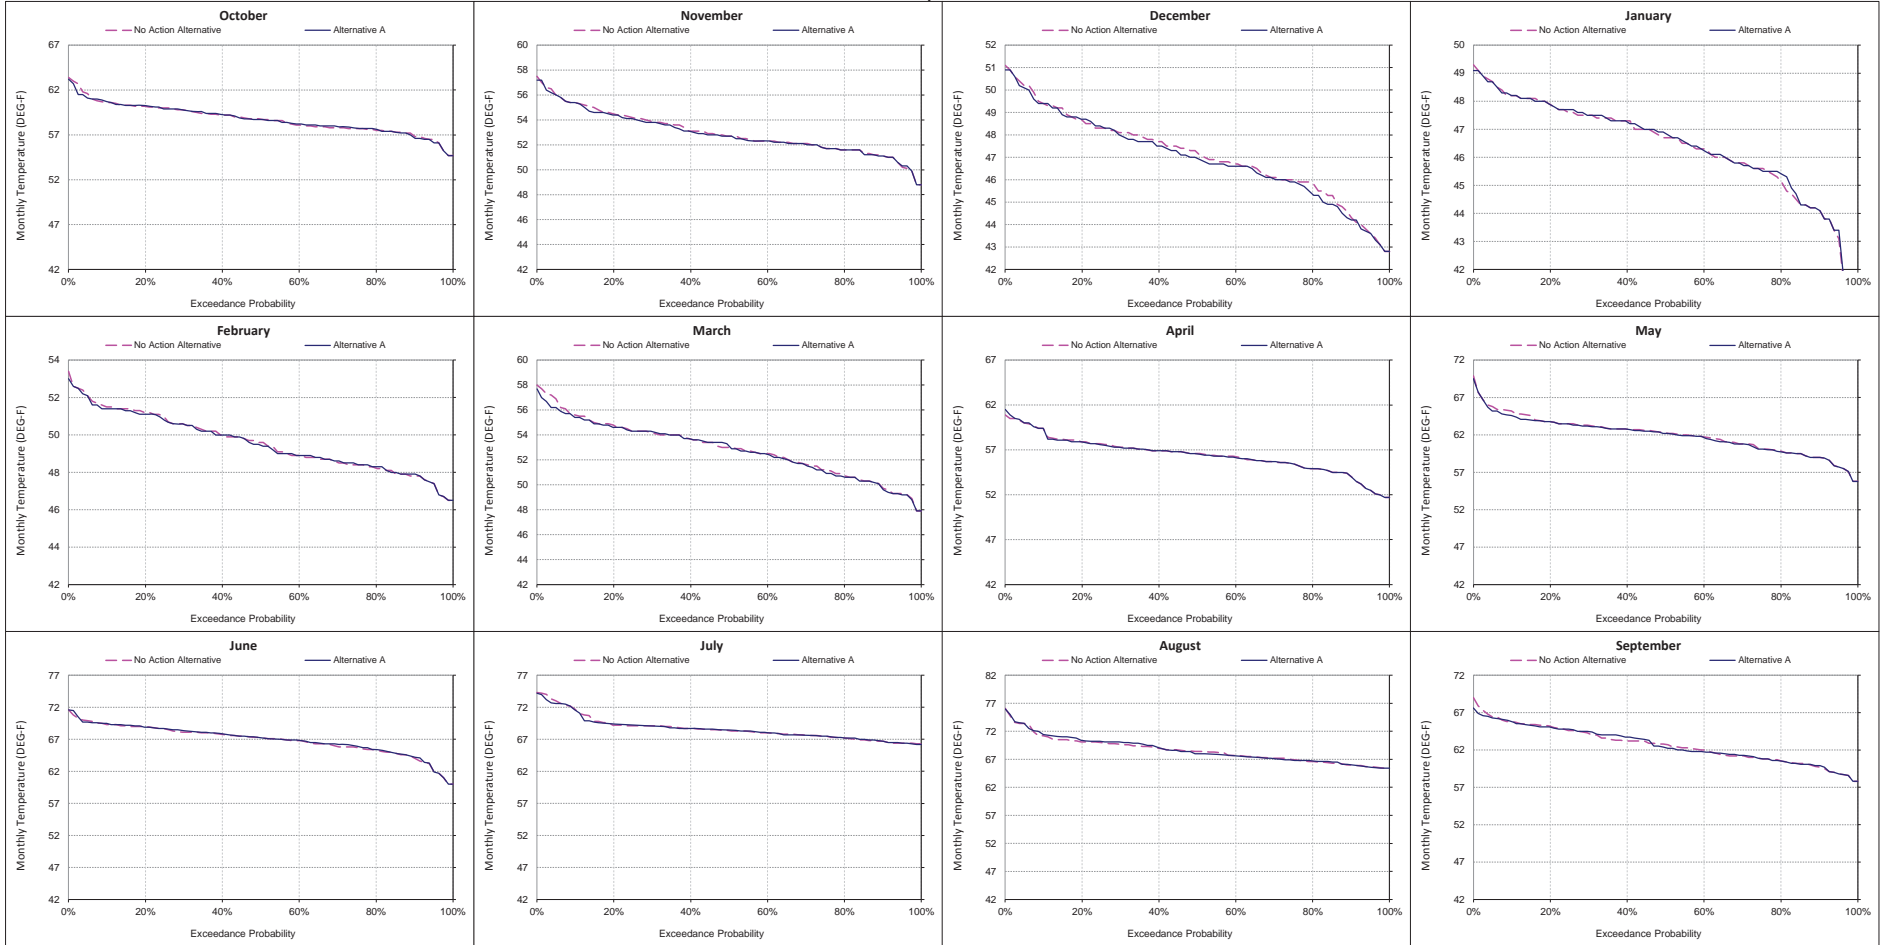 October
No Action Alternative Alternative A
Monthly Temperature (DEG-F)
67
62
57
52
47
42
0% 20% 40% 60% 80% 100%
Exceedance Probability
November
No Action Alternative Alternative A
Monthly Temperature (DEG-F)
60
58
56
54
52
50
48
46
44
42
0% 20% 40% 60% 80% 100%
Exceedance Probability
December
No Action Alternative Alternative A
Monthly Temperature (DEG-F)
52
51
50
49
48
47
46
45
44
43
42
0% 20% 40% 60% 80% 100%
Exceedance Probability
January
No Action Alternative Alternative A
Monthly Temperature (DEG-F)
50
49
48
47
46
45
44
43
42
0% 20% 40% 60% 80% 100%
Exceedance Probability
February
No Action Alternative Alternative A
Monthly Temperature (DEG-F)
54
52
50
48
46
44
42
0% 20% 40% 60% 80% 100%
Exceedance Probability
March
No Action Alternative Alternative A
Monthly Temperature (DEG-F)
60
58
56
54
52
50
48
46
44
42
0% 20% 40% 60% 80% 100%
Exceedance Probability
April
No Action Alternative Alternative A
Monthly Temperature (DEG-F)
67
62
57
52
47
42
0% 20% 40% 60% 80% 100%
Exceedance Probability
May
No Action Alternative Alternative A
Monthly Temperature (DEG-F)
72
67
62
57
52
47
42
0% 20% 40% 60% 80% 100%
Exceedance Probability
June
No Action Alternative Alternative A
Monthly Temperature (DEG-F)
77
72
67
62
57
52
47
42
0% 20% 40% 60% 80% 100%
Exceedance Probability
July
No Action Alternative Alternative A
Monthly Temperature (DEG-F)
77
72
67
62
57
52
47
42
0% 20% 40% 60% 80% 100%
Exceedance Probability
August
No Action Alternative Alternative A
Monthly Temperature (DEG-F)
82
77
72
67
62
57
52
47
42
0% 20% 40% 60% 80% 100%
Exceedance Probability
September
No Action Alternative Alternative A
Monthly Temperature (DEG-F)
72
67
62
57
52
47
42
0% 20% 40% 60% 80% 100%
Exceedance Probability